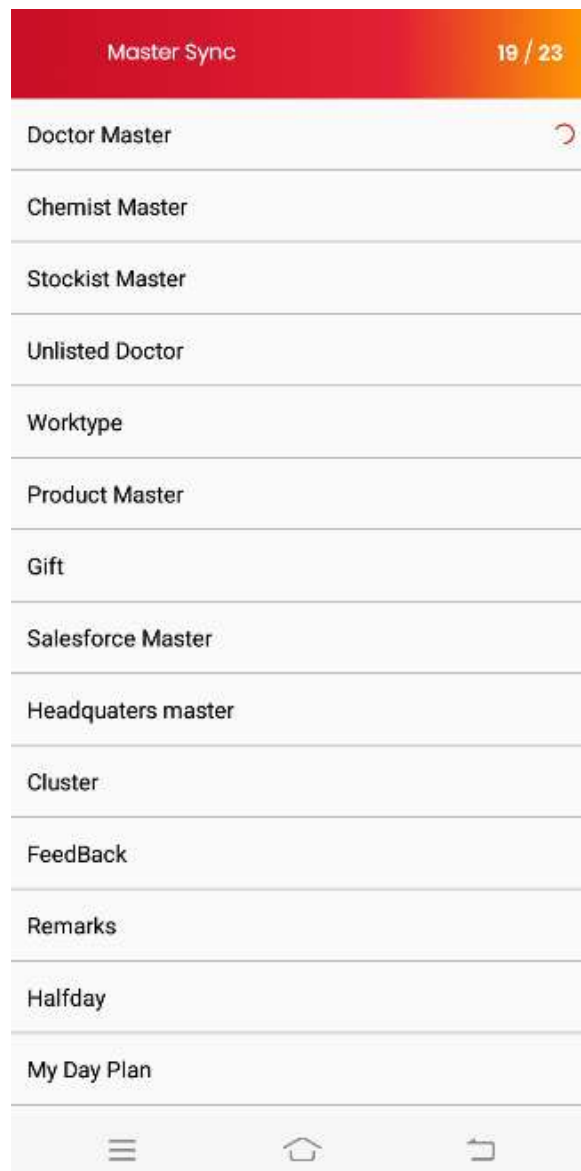 Master Sync 19 / 23
Doctor Master
Chemist Master
Stockist Master
Unlisted Doctor
Worktype
Product Master
Gift
Salesforce Master
Headquaters master
Cluster
FeedBack
Remarks
Halfday
My Day Plan